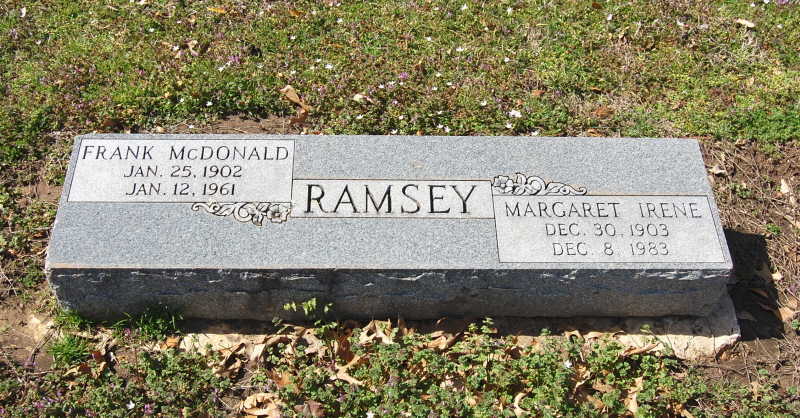 FRANK McDONALD
JAN. 25, 1902
JAN. 12, 1961
RAMSEY
MARGARET IRENE
DEC. 30, 1903
DEC. 8, 1983